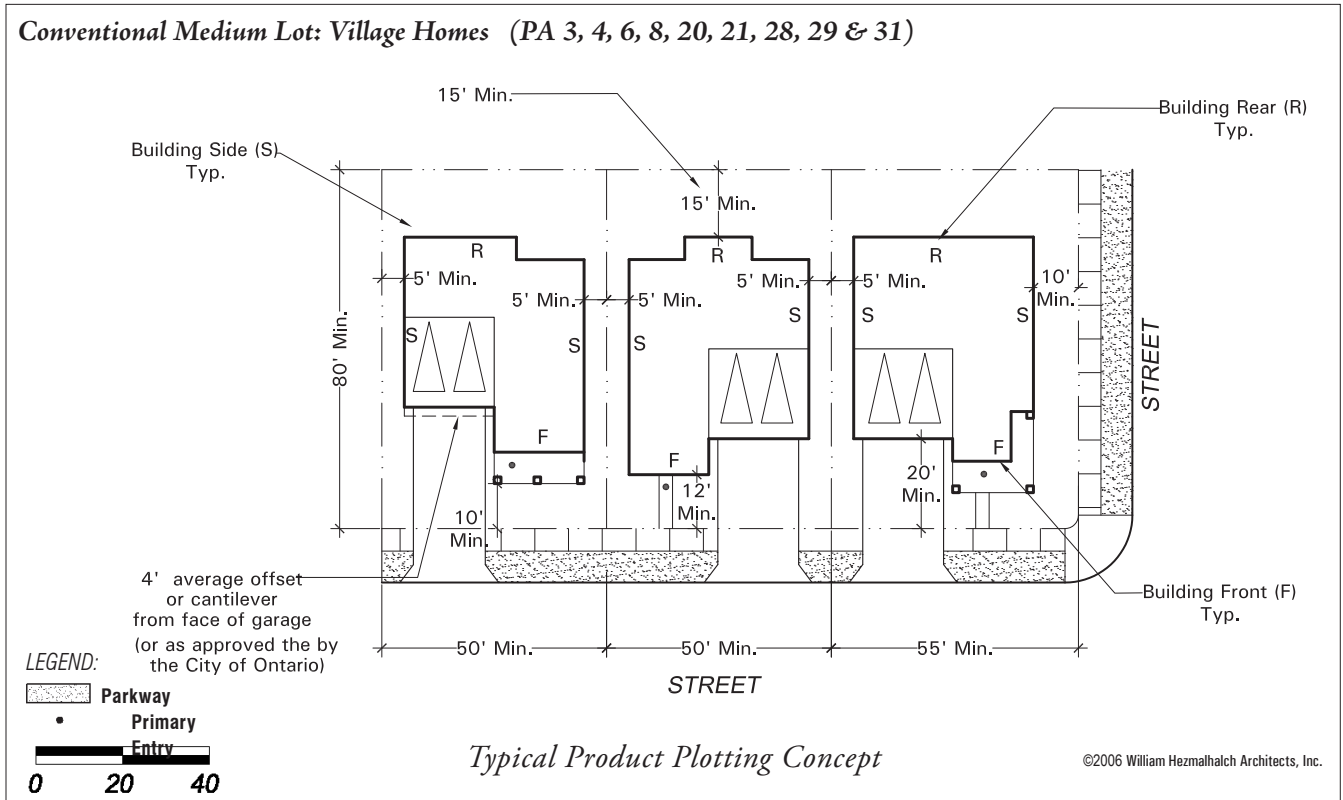 Conventional Medium Lot: Village Homes (PA 3, 4, 6, 8, 20, 21, 28, 29 & 31)
15' Min.
Building Rear (R)
Typ.
Building Side (S)
Typ.
15' Min.
R
R
R
5' Min.
5' Min.
5' Min.
5' Min.
5' Min.
10'
Min.
S
S
S
S
S
S
80' Min.
STREET
F
F
F
10'
Min.
12'
Min.
20'
Min.
4' average offset
or cantilever
from face of garage
(or as approved the by
the City of Ontario)
Building Front (F)
Typ.
50' Min.
50' Min.
55' Min.
STREET
LEGEND:
Parkway
Primary
Entry
0 20 40
Typical Product Plotting Concept
©2006 William Hezmalhalch Architects, Inc.